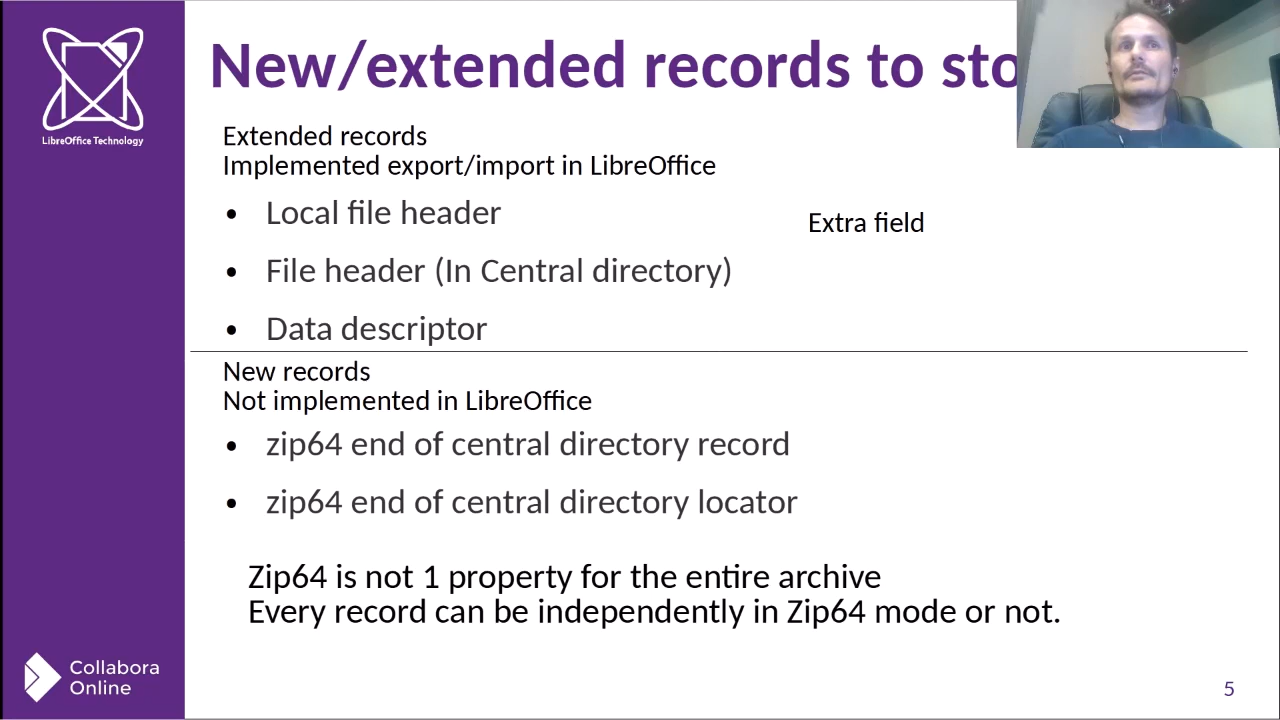 New/extended records to sto
LibreOffice Technology
Extended records
Implemented export/import in LibreOffice
• Local file header
Extra field
• File header (In Central directory)
• Data descriptor
New records
Not implemented in LibreOffice
• zip64 end of central directory record
• zip64 end of central directory locator
Zip64 is not 1 property for the entire archive
Every record can be independently in Zip64 mode or not.
Collabora
Online
5